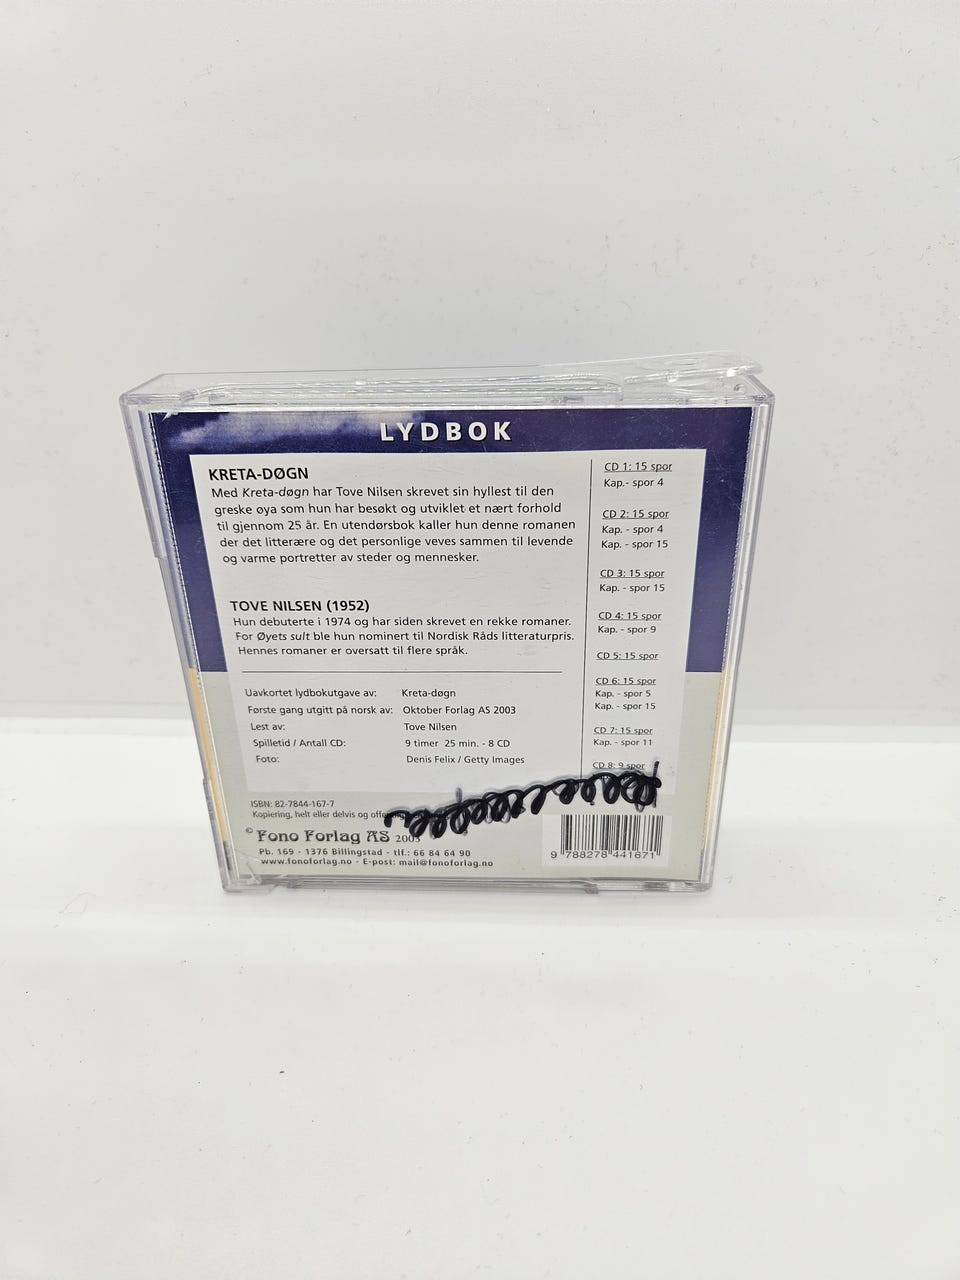 LYDBOK
KRETA-DØGN
Med Kreta-døgn har Tove Nilsen skrevet sin hyllest til den
greske øya som hun har besøkt og utviklet et nært forhold
til gjennom 25 år. En utendørsbok kaller hun denne romanen
der det litterære og det personlige veves sammen til levende
og varme portretter av steder og mennesker.
TOVE NILSEN (1952)
Hun debuterte i 1974 og har siden skrevet en rekke romaner.
For Øyets sult ble hun nominert til Nordisk Råds litteraturpris.
Hennes romaner er oversatt til flere språk.
Uavkortet lydbokutgave av: Kreta-døgn
Første gang utgitt på norsk av: Oktober Forlag AS 2003
Lest av: Tove Nilsen
Spilletid / Antall CD: 9 timer 25 min. - 8 CD
Foto: Denis Felix / Getty Images
CD 1: 15 spor
Kap.- spor 4
CD 2: 15 spor
Kap. - spor 4
Kap. - spor 15
CD 3: 15 spor
Kap. - spor 15
CD 4: 15 spor
Kap. - spor 9
CD 5: 15 spor
CD 6: 15 spor
Kap. - spor 5
Kap. - spor 15
CD 7: 15 spor
Kap. - spor 11
CD 8: 9 spor
ISBN: 82-7844-167-7
Kopiering, helt eller delvis og
© Fono Forlag AS 2003
Pb. 169 - 1376 Billingstad - tlf.: 66 84 64 90
www.fonoforlag.no - E-post: mail@fonoforlag.no
9 788278 441671